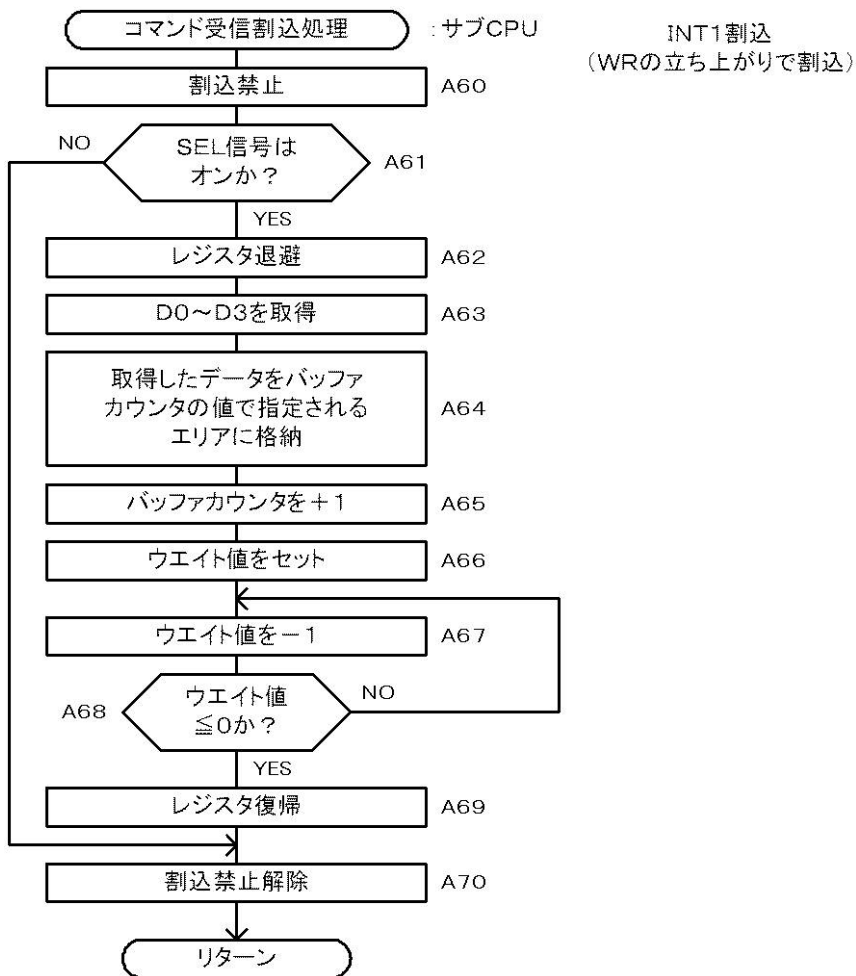 コマンド受信割込処理 :サブCPU
INT1割込
(WRの立ち上がりで割込)
割込禁止 A60
NO
SEL信号は
オンか？
A61
YES
レジスタ退避 A62
D0～D3を取得 A63
取得したデータをバッファ
カウンタの値で指定される
エリアに格納
A64
バッファカウンタを＋1 A65
ウエイト値をセット A66
ウエイト値を－1 A67
A68
ウエイト値
≦0か？
NO
YES
レジスタ復帰 A69
割込禁止解除 A70
リターン